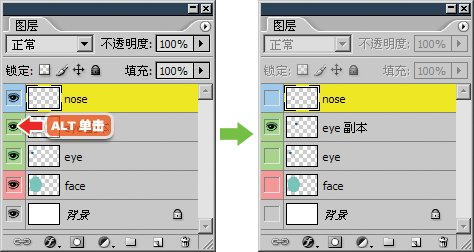 图层
正常 不透明度: 100%
锁定: 填充: 100%
nose
ALT 单击
eye
face
背景
图层
正常 不透明度: 100%
锁定: 填充: 100%
nose
eye 副本
eye
face
背景